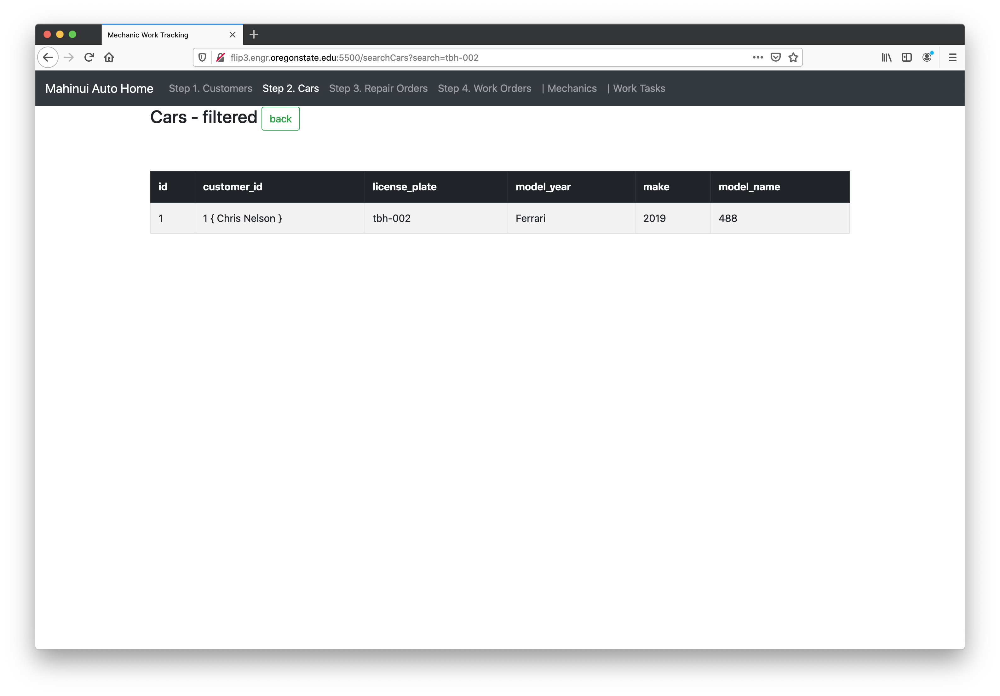 Mechanic Work Tracking
flip3.engr.oregonstate.edu:5500/searchCars?search=tbh-002
Mahinui Auto Home Step 1. Customers Step 2. Cars Step 3. Repair Orders Step 4. Work Orders | Mechanics | Work Tasks
Cars - filtered back
id customer_id license_plate model_year make model_name
1 1 { Chris Nelson } tbh-002 Ferrari 2019 488